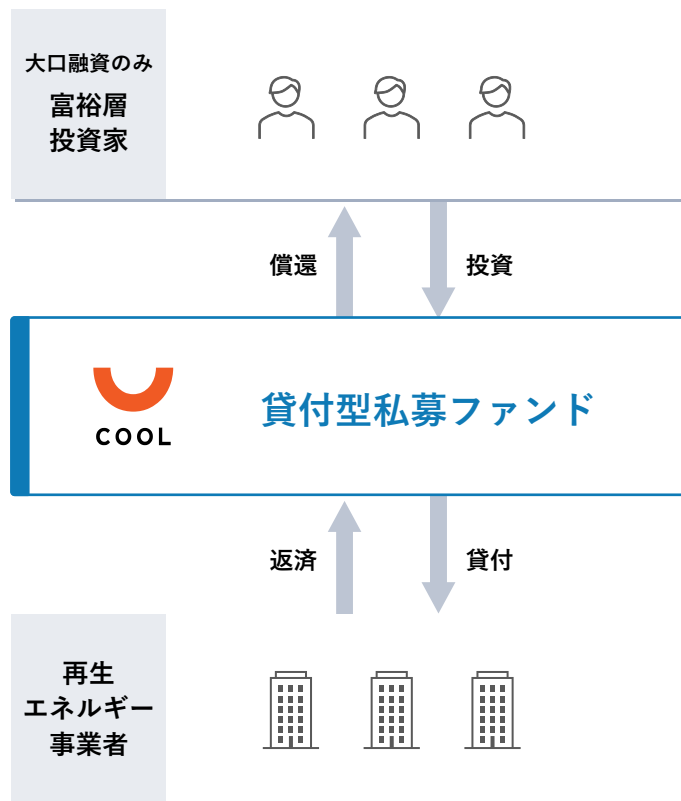 大口融資のみ
富裕層
投資家
償還
投資
COOL
貸付型私募ファンド
返済
貸付
再生
エネルギー
事業者